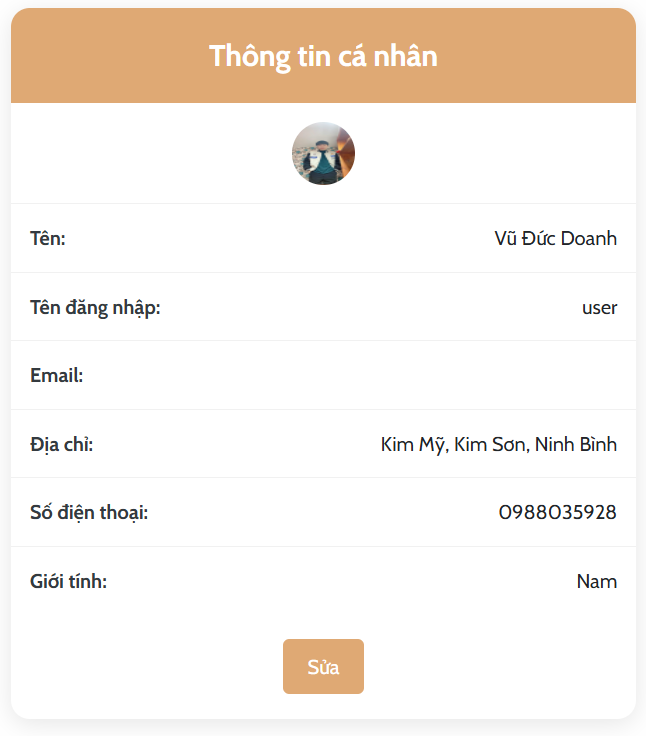 Thông tin cá nhân
Tên: Vũ Đức Doanh
Tên đăng nhập: user
Email:
Địa chỉ: Kim Mỹ, Kim Sơn, Ninh Bình
Số điện thoại: 0988035928
Giới tính: Nam
Sửa